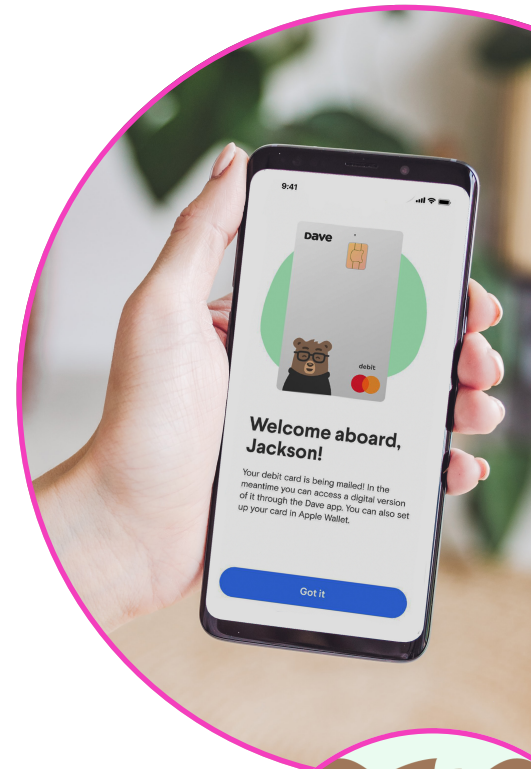 9:41
Dave
debit
Welcome aboard,
Jackson!
Your debit card is being mailed! In the
meantime you can access a digital version
of it through the Dave app. You can also set
up your card in Apple Wallet.
Got it